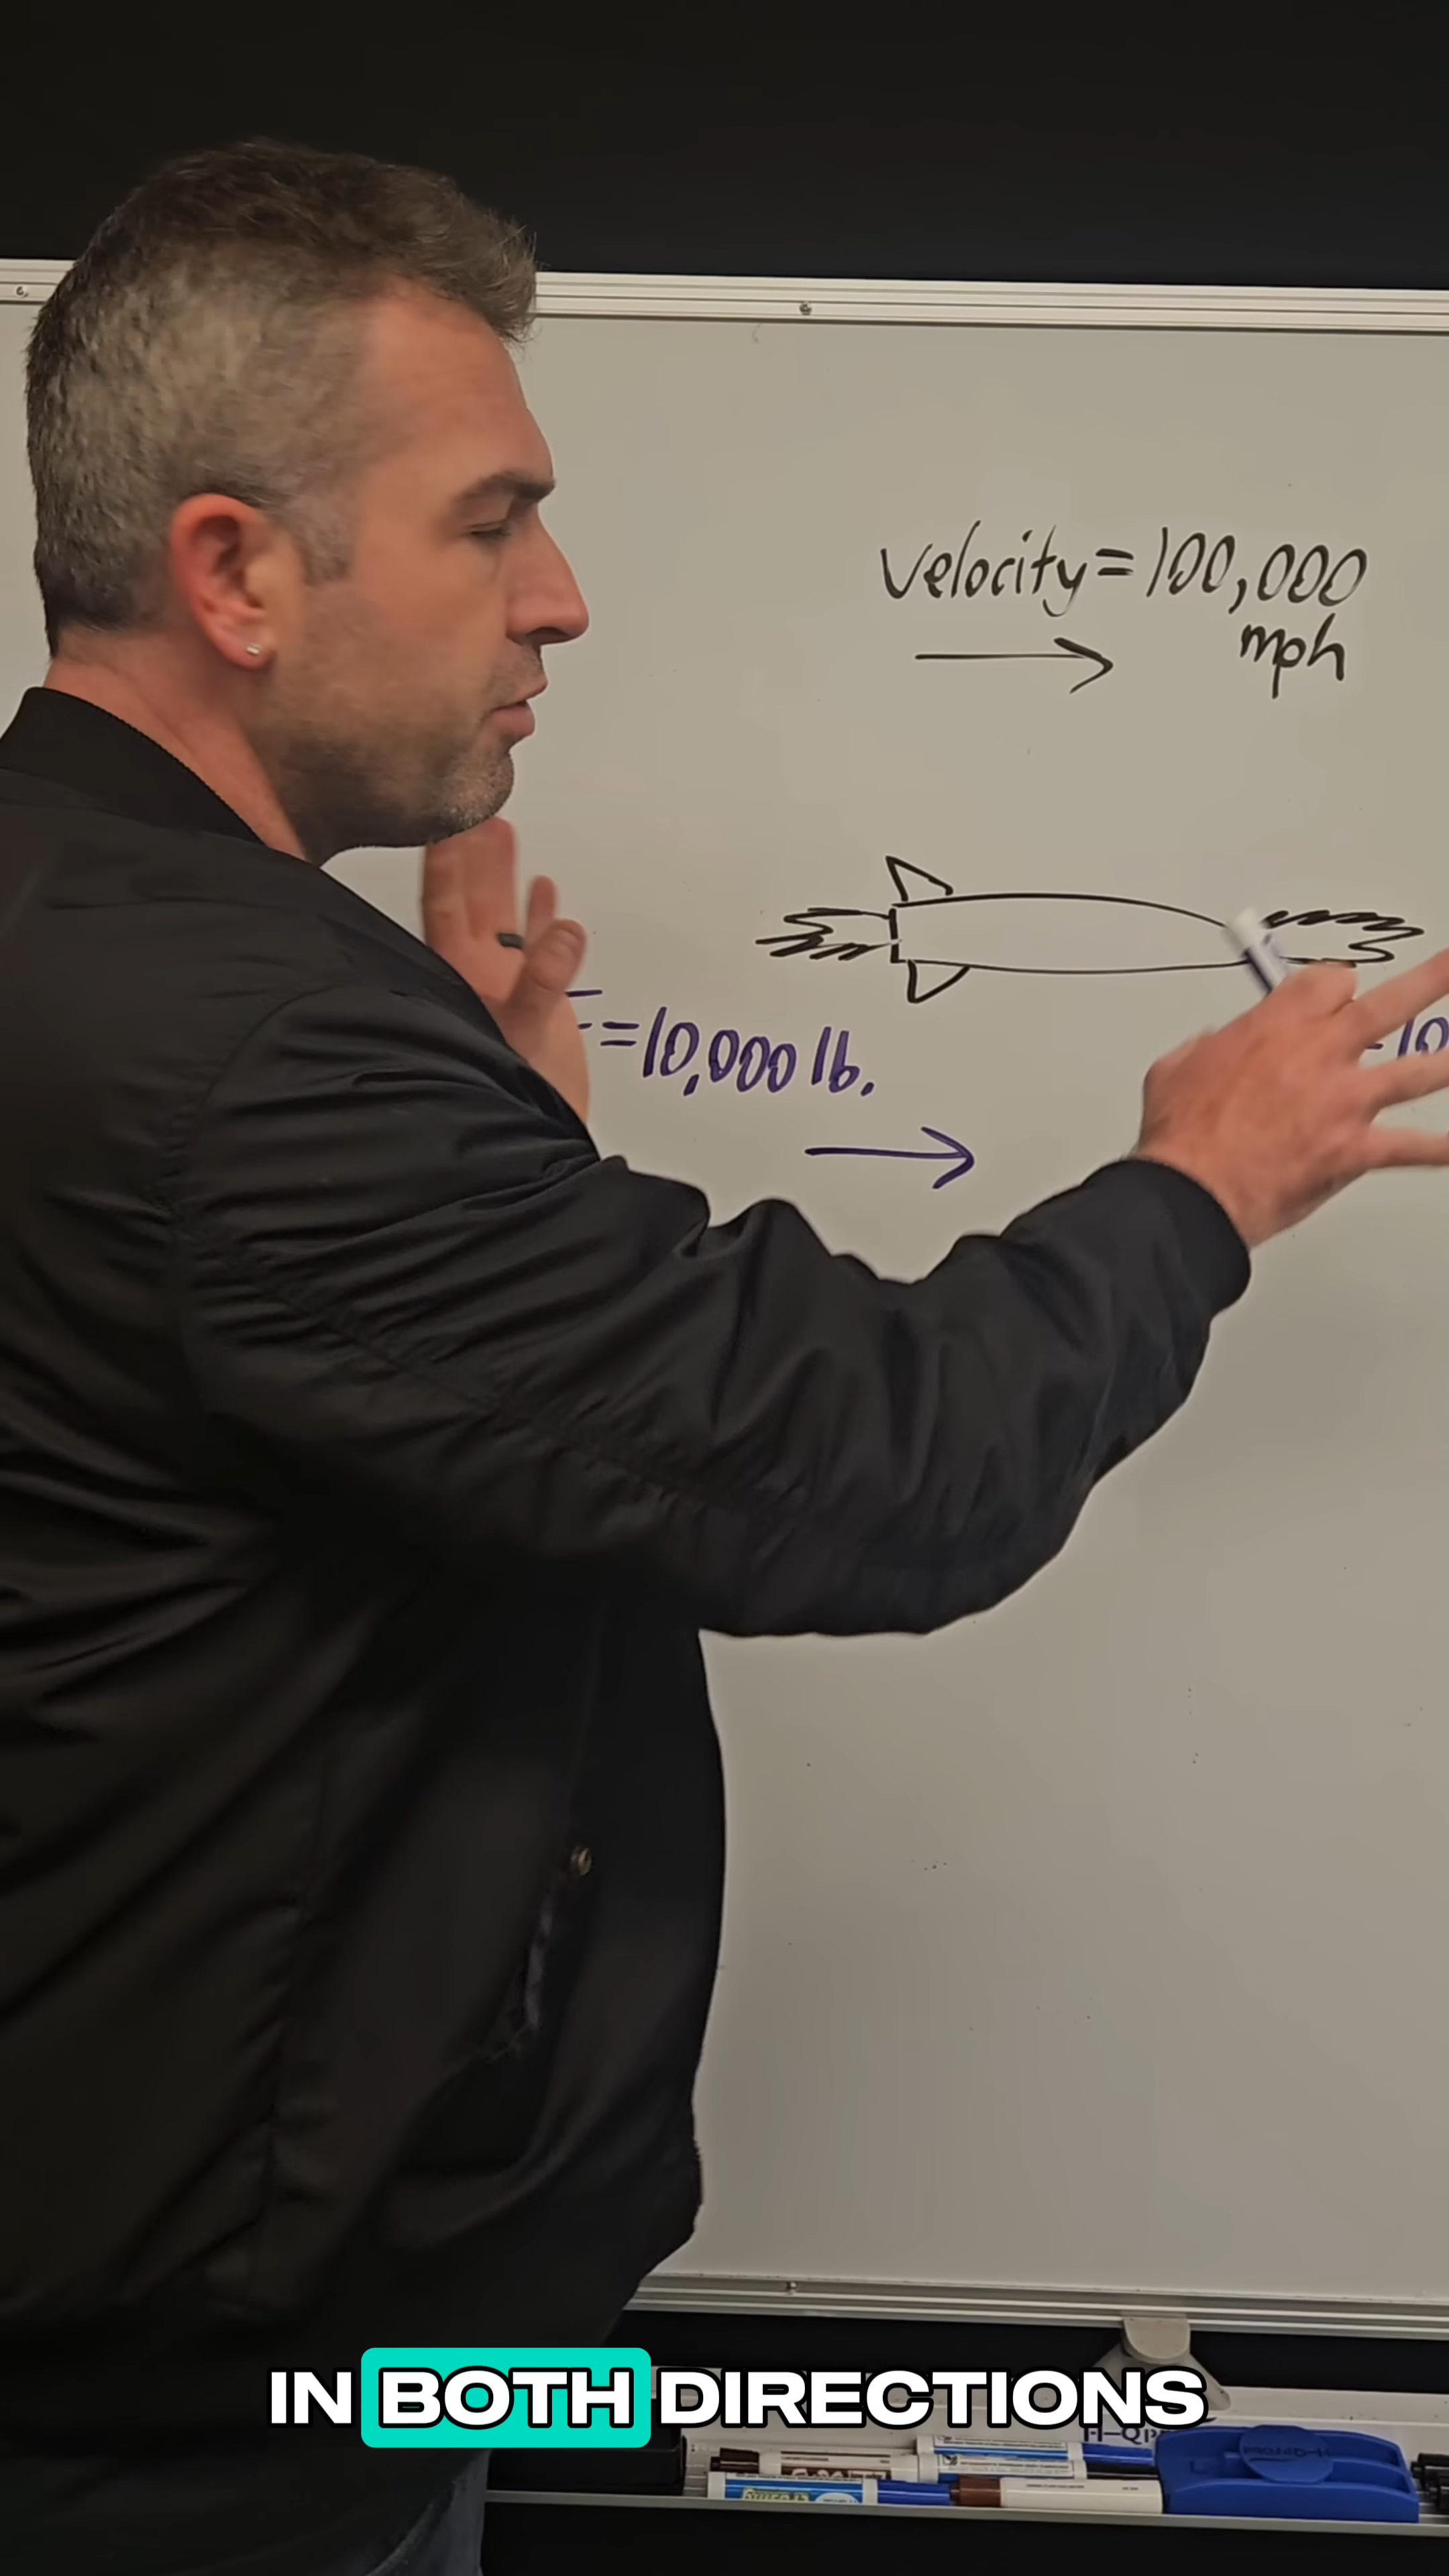 velocity = 100,000
mph
F = 10,000 lb.
IN BOTH DIRECTIONS